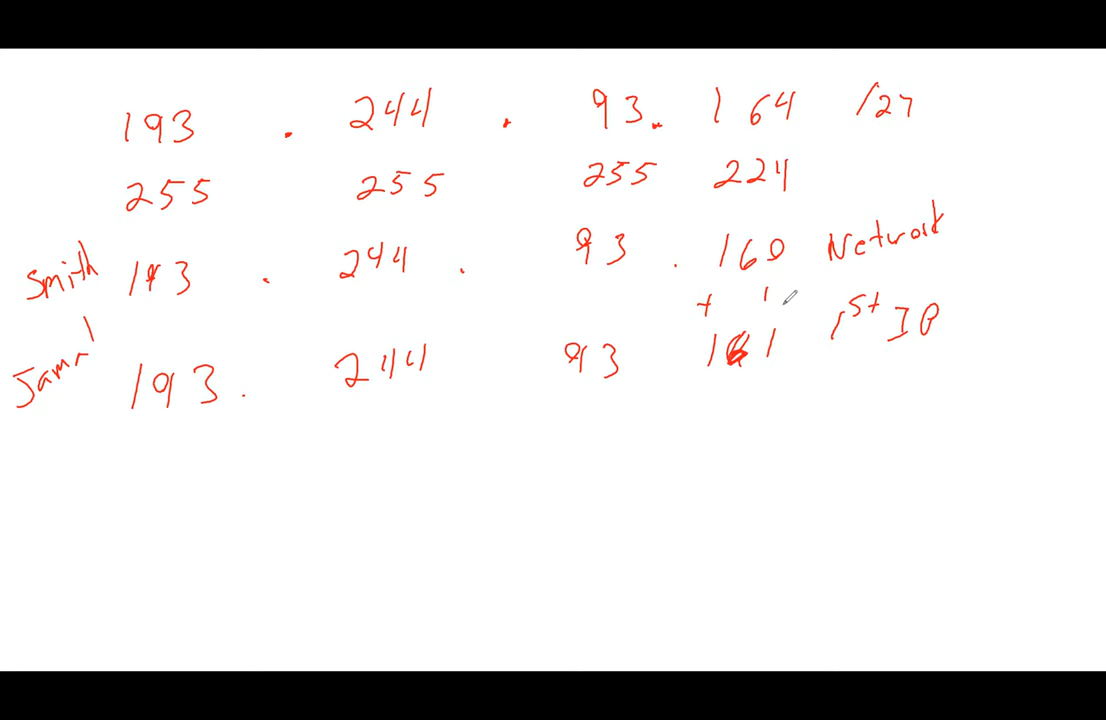 193 . 244 . 93. 164 /27
255 255 255 224
Smith 193 . 244 . 93 . 160 Network
+ 1
193. 244 93 161 1st IP